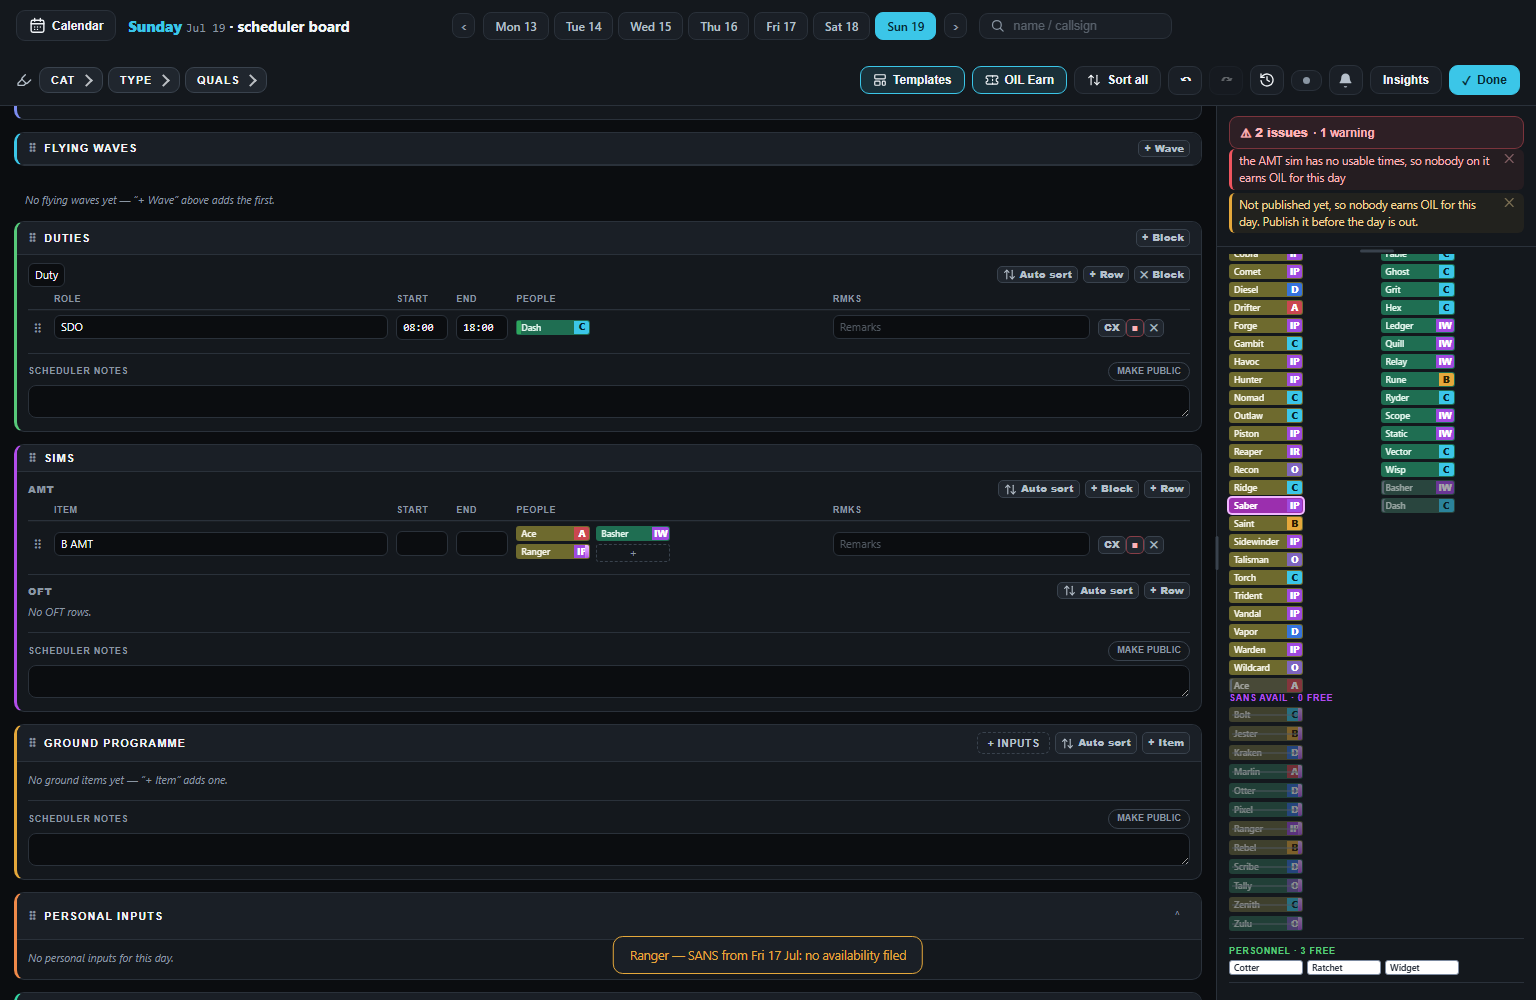 Calendar
Sunday Jul 19 · scheduler board
Mon 13
Tue 14
Wed 15
Thu 16
Fri 17
Sat 18
Sun 19
name / callsign
CAT
TYPE
QUALS
Templates
OIL Earn
Sort all
Insights
✓ Done
FLYING WAVES
+ Wave
No flying waves yet — "+ Wave" above adds the first.
DUTIES
+ Block
Duty
Auto sort
+ Row
✕ Block
ROLE START END PEOPLE RMKS
SDO 08:00 18:00 Dash C Remarks CX
SCHEDULER NOTES
MAKE PUBLIC
SIMS
AMT
Auto sort
+ Block
+ Row
ITEM START END PEOPLE RMKS
B AMT
Ace A
Basher IW
Ranger IP
+
Remarks
CX
OFT
Auto sort
+ Row
No OFT rows.
SCHEDULER NOTES
MAKE PUBLIC
GROUND PROGRAMME
+ INPUTS
Auto sort
+ Item
No ground items yet — "+ Item" adds one.
SCHEDULER NOTES
MAKE PUBLIC
PERSONAL INPUTS
No personal inputs for this day.
Ranger — SANS from Fri 17 Jul: no availability filed
⚠ 2 issues · 1 warning
the AMT sim has no usable times, so nobody on it
earns OIL for this day
Not published yet, so nobody earns OIL for this
day. Publish it before the day is out.
Comet IP
Diesel D
Drifter A
Forge IP
Gambit C
Havoc IP
Hunter IP
Nomad C
Outlaw C
Piston IP
Reaper IR
Recon O
Ridge C
Saber IP
Saint B
Sidewinder IP
Talisman O
Torch C
Trident IP
Vandal IP
Vapor D
Warden IP
Wildcard O
Ace A
Ghost C
Grit C
Hex C
Ledger IW
Quill IW
Relay IW
Rune B
Ryder C
Scope IW
Static IW
Vector C
Wisp C
Basher IW
Dash C
SANS AVAIL · 0 FREE
Bolt C
Jester B
Kraken D
Marlin A
Otter D
Pixel D
Ranger IP
Rebel B
Scribe D
Tally O
Zenith C
Zulu O
PERSONNEL · 3 FREE
Cotter
Ratchet
Widget